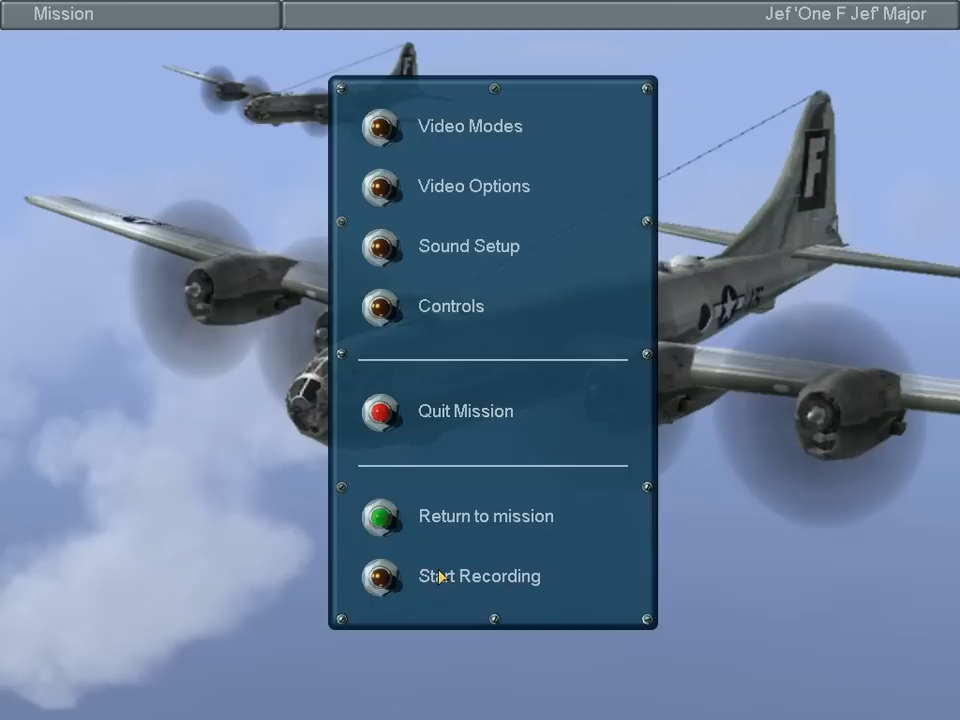 Mission
Jef 'One F Jef' Major
Video Modes
Video Options
Sound Setup
Controls
Quit Mission
Return to mission
Start Recording
F
F